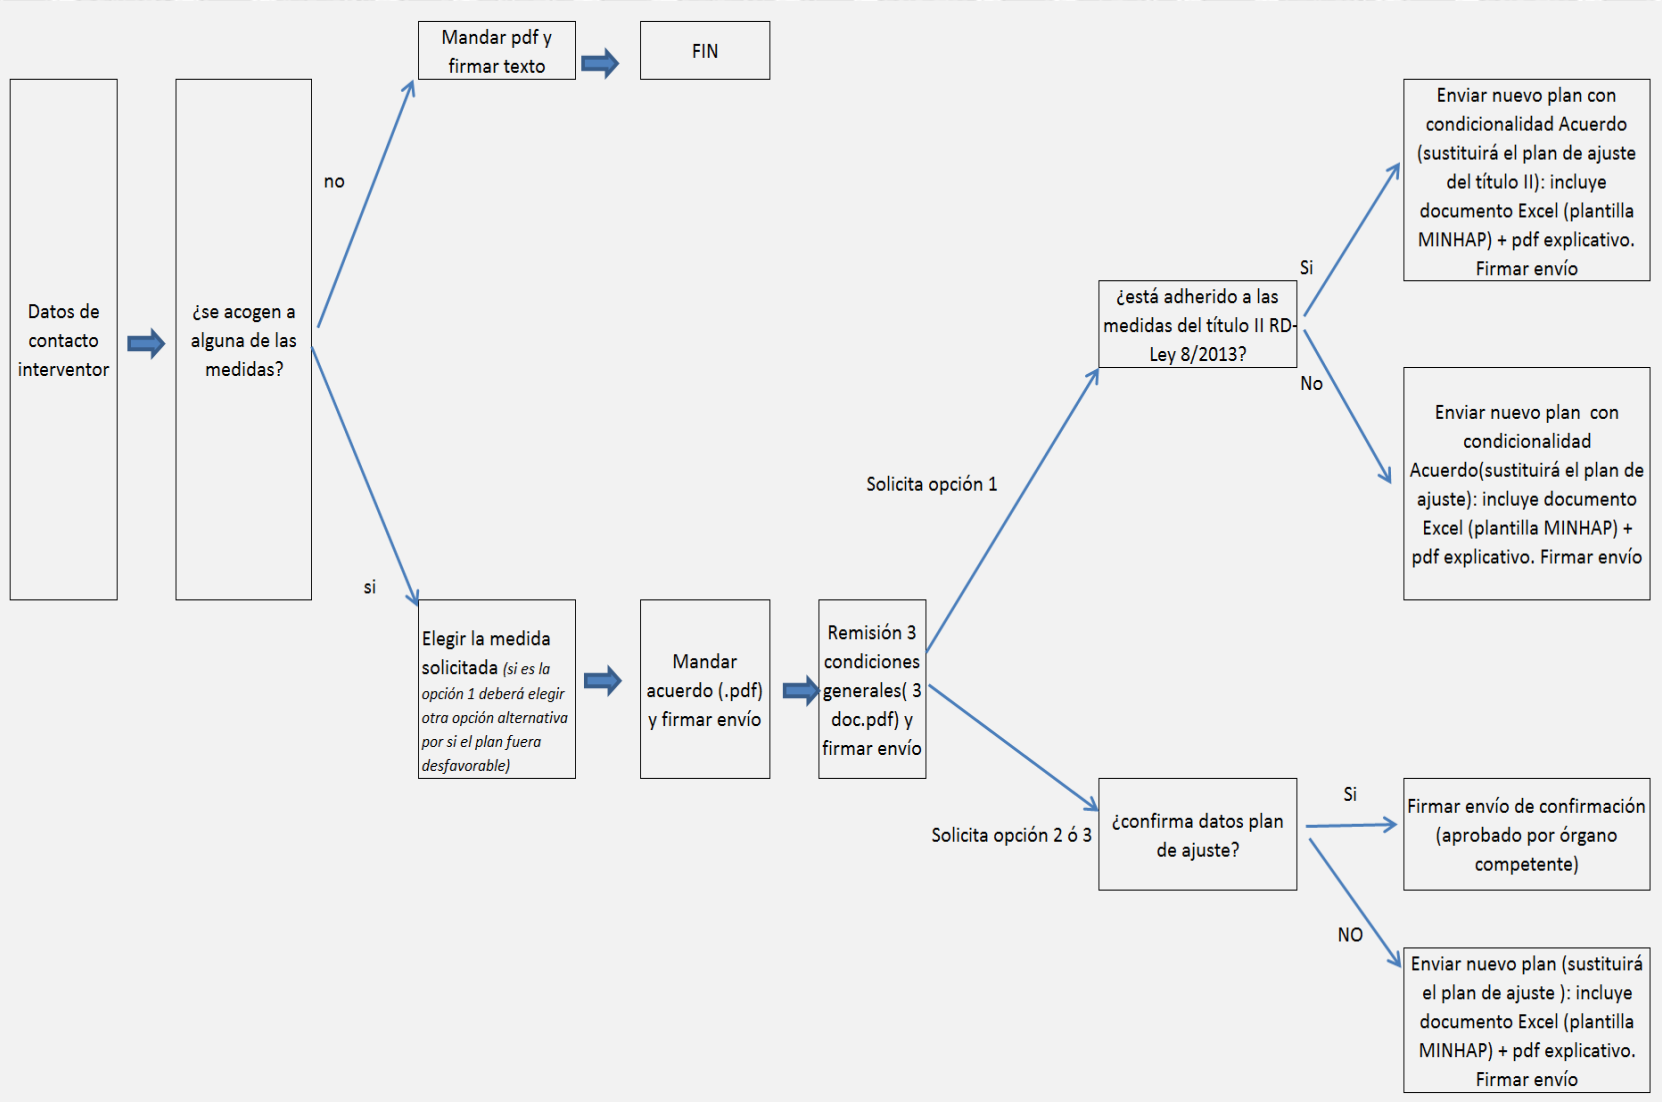 Datos de
contacto
interventor
¿se acogen a
alguna de las
medidas?
no
Mandar pdf y
firmar texto
FIN
si
Elegir la medida
solicitada (si es la
opción 1 deberá elegir
otra opción alternativa
por si el plan fuera
desfavorable)
Mandar
acuerdo (.pdf)
y firmar envío
Remisión 3
condiciones
generales( 3
doc.pdf) y
firmar envío
Solicita opción 1
¿está adherido a las
medidas del título II RD-
Ley 8/2013?
Si
Enviar nuevo plan con
condicionalidad Acuerdo
(sustituirá el plan de ajuste
del título II): incluye
documento Excel (plantilla
MINHAP) + pdf explicativo.
Firmar envío
No
Enviar nuevo plan  con
condicionalidad
Acuerdo(sustituirá el plan de
ajuste): incluye documento
Excel (plantilla MINHAP) +
pdf explicativo. Firmar envío
Solicita opción 2 ó 3
¿confirma datos plan
de ajuste?
Si
Firmar envío de confirmación
(aprobado por órgano
competente)
NO
Enviar nuevo plan (sustituirá
el plan de ajuste ): incluye
documento Excel (plantilla
MINHAP) + pdf explicativo.
Firmar envío